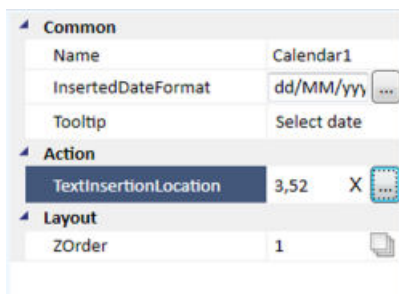 Common
Name Calendar1
InsertedDateFormat dd/MM/yyy ...
Tooltip Select date
Action
TextInsertionLocation 3,52 X ...
Layout
ZOrder 1